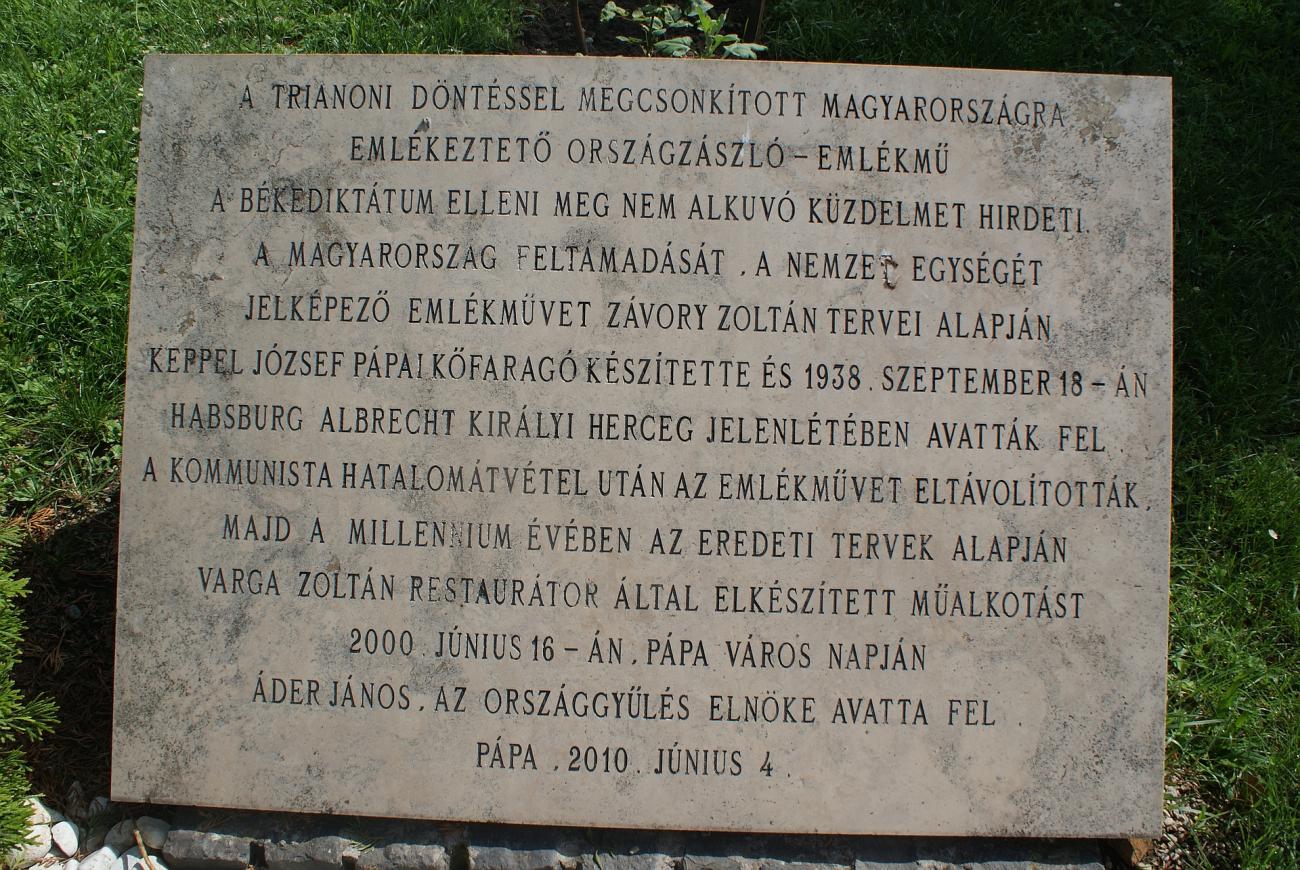 A TRIANONI DÖNTÉSSEL MEGCSONKÍTOTT MAGYARORSZÁGRA
EMLÉKEZTETŐ ORSZÁGZÁSZLÓ – EMLÉKMŰ
A BÉKEDIKTÁTUM ELLENI MEG NEM ALKUVÓ KÜZDELMET HIRDETI.
A MAGYARORSZAG FELTÁMADÁSÁT , A NEMZET EGYSÉGÉT
JELKÉPEZŐ EMLÉKMŰVET ZÁVORY ZOLTÁN TERVEI ALAPJÁN
KEPPEL JÓZSEF PÁPAI KŐFARAGÓ KÉSZÍTETTE ÉS 1938. SZEPTEMBER 18 – ÁN
HABSBURG ALBRECHT KIRÁLYI HERCEG JELENLÉTÉBEN AVATTÁK FEL.
A KOMMUNISTA HATALOMÁTVÉTEL UTÁN AZ EMLÉKMŰVET ELTÁVOLÍTOTTÁK,
MAJD A MILLENNIUM ÉVÉBEN AZ EREDETI TERVEK ALAPJÁN
VARGA ZOLTÁN RESTAURÁTOR ÁLTAL ELKÉSZÍTETT MŰALKOTÁST
2000. JÚNIUS 16 – ÁN, PÁPA VÁROS NAPJÁN
ÁDER JÁNOS, AZ ORSZÁGGYŰLÉS ELNÖKE AVATTA FEL.
PÁPA , 2010. JÚNIUS 4.